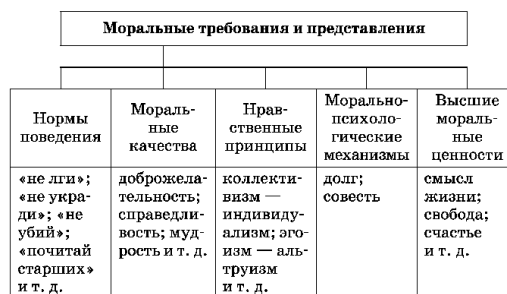 Моральные требования и представления
Нормы
поведения
Мораль-
ные
качества
Нрав-
ственные
принципы
Морально-
психоло-
гические
механизмы
Высшие
мораль-
ные
ценности
«не лги»;
«не укра-
ди»; «не
убий»;
«почитай
старших»
и т. д.
доброжела-
тельность;
справедли-
вость; муд-
рость и т. д.
коллекти-
визм —
индивиду-
ализм; эго-
изм — аль-
труизм
и т. д.
долг;
совесть
смысл
жизни;
свобода;
счастье
и т. д.